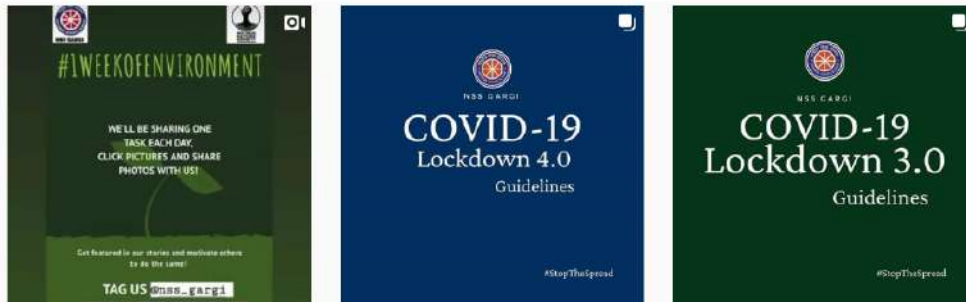 NSS GARGI
#1WEEKOFENVIRONMENT
WE'LL BE SHARING ONE
TASK EACH DAY,
CLICK PICTURES AND SHARE
PHOTOS WITH US!
Get featured in our stories and motivate others
to do the same!
TAG US @nss_gargi
NSS GARGI
COVID-19
Lockdown 4.0
Guidelines
#StopTheSpread
NSS GARGI
COVID-19
Lockdown 3.0
Guidelines
#StopTheSpread